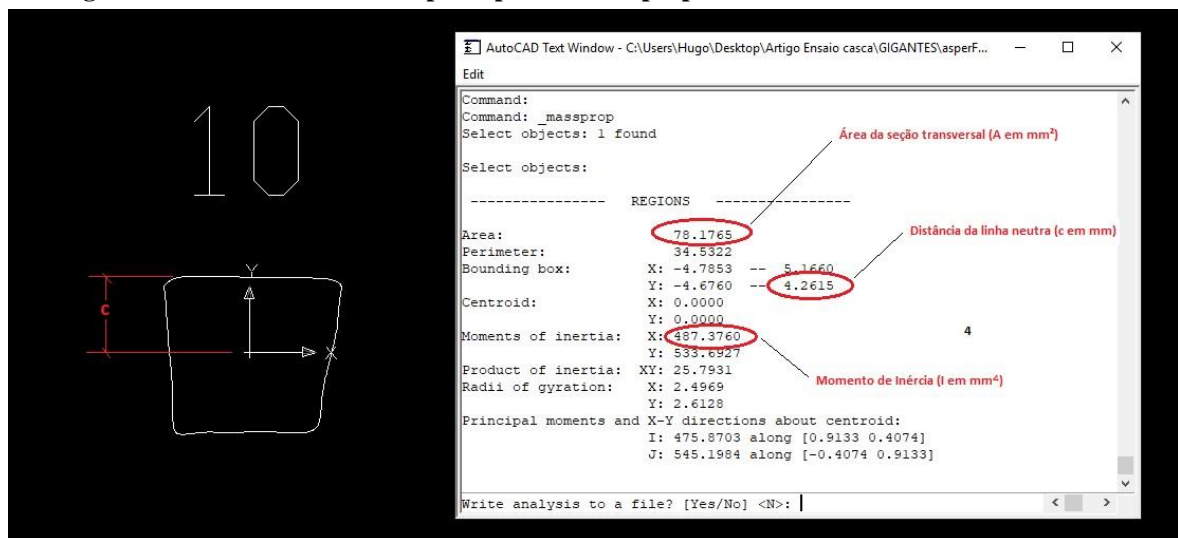 10
Y
C
X
AutoCAD Text Window - C:\Users\Hugo\Desktop\Artigo Ensaio casca\GIGANTES\asperF...
Edit
Command:
Command: _massprop
Select objects: 1 found
Área da seção transversal (A em mm²)
Select objects:
---------------- REGIONS ----------------
Area: 78.1765
Distância da linha neutra (c em mm)
Perimeter: 34.5322
Bounding box: X: -4.7853 -- 5.1660
Y: -4.6760 -- 4.2615
Centroid: X: 0.0000
Y: 0.0000
Moments of inertia: X: 487.3760
4
Y: 533.6927
Product of inertia: XY: 25.7931
Momento de Inércia (I em mm⁴)
Radii of gyration: X: 2.4969
Y: 2.6128
Principal moments and X-Y directions about centroid:
I: 475.8703 along [0.9133 0.4074]
J: 545.1984 along [-0.4074 0.9133]
Write analysis to a file? [Yes/No] <N>: